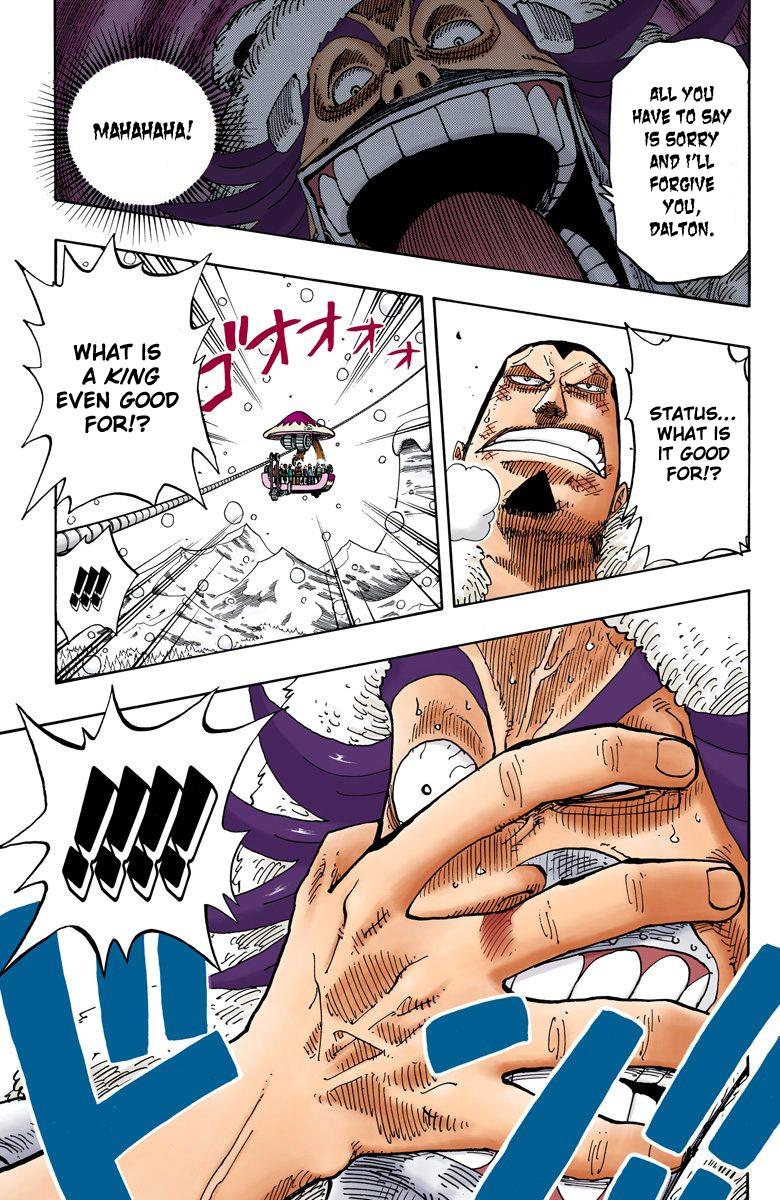 ALL YOU
HAVE TO SAY
IS SORRY
AND I'LL
FORGIVE
YOU,
DALTON.
MAHAHAHA!
STATUS...
WHAT IS
IT GOOD
FOR!?
WHAT IS
A KING
EVEN GOOD
FOR!?
ゴオオオオ
!!!!
!!!!
ドン!!